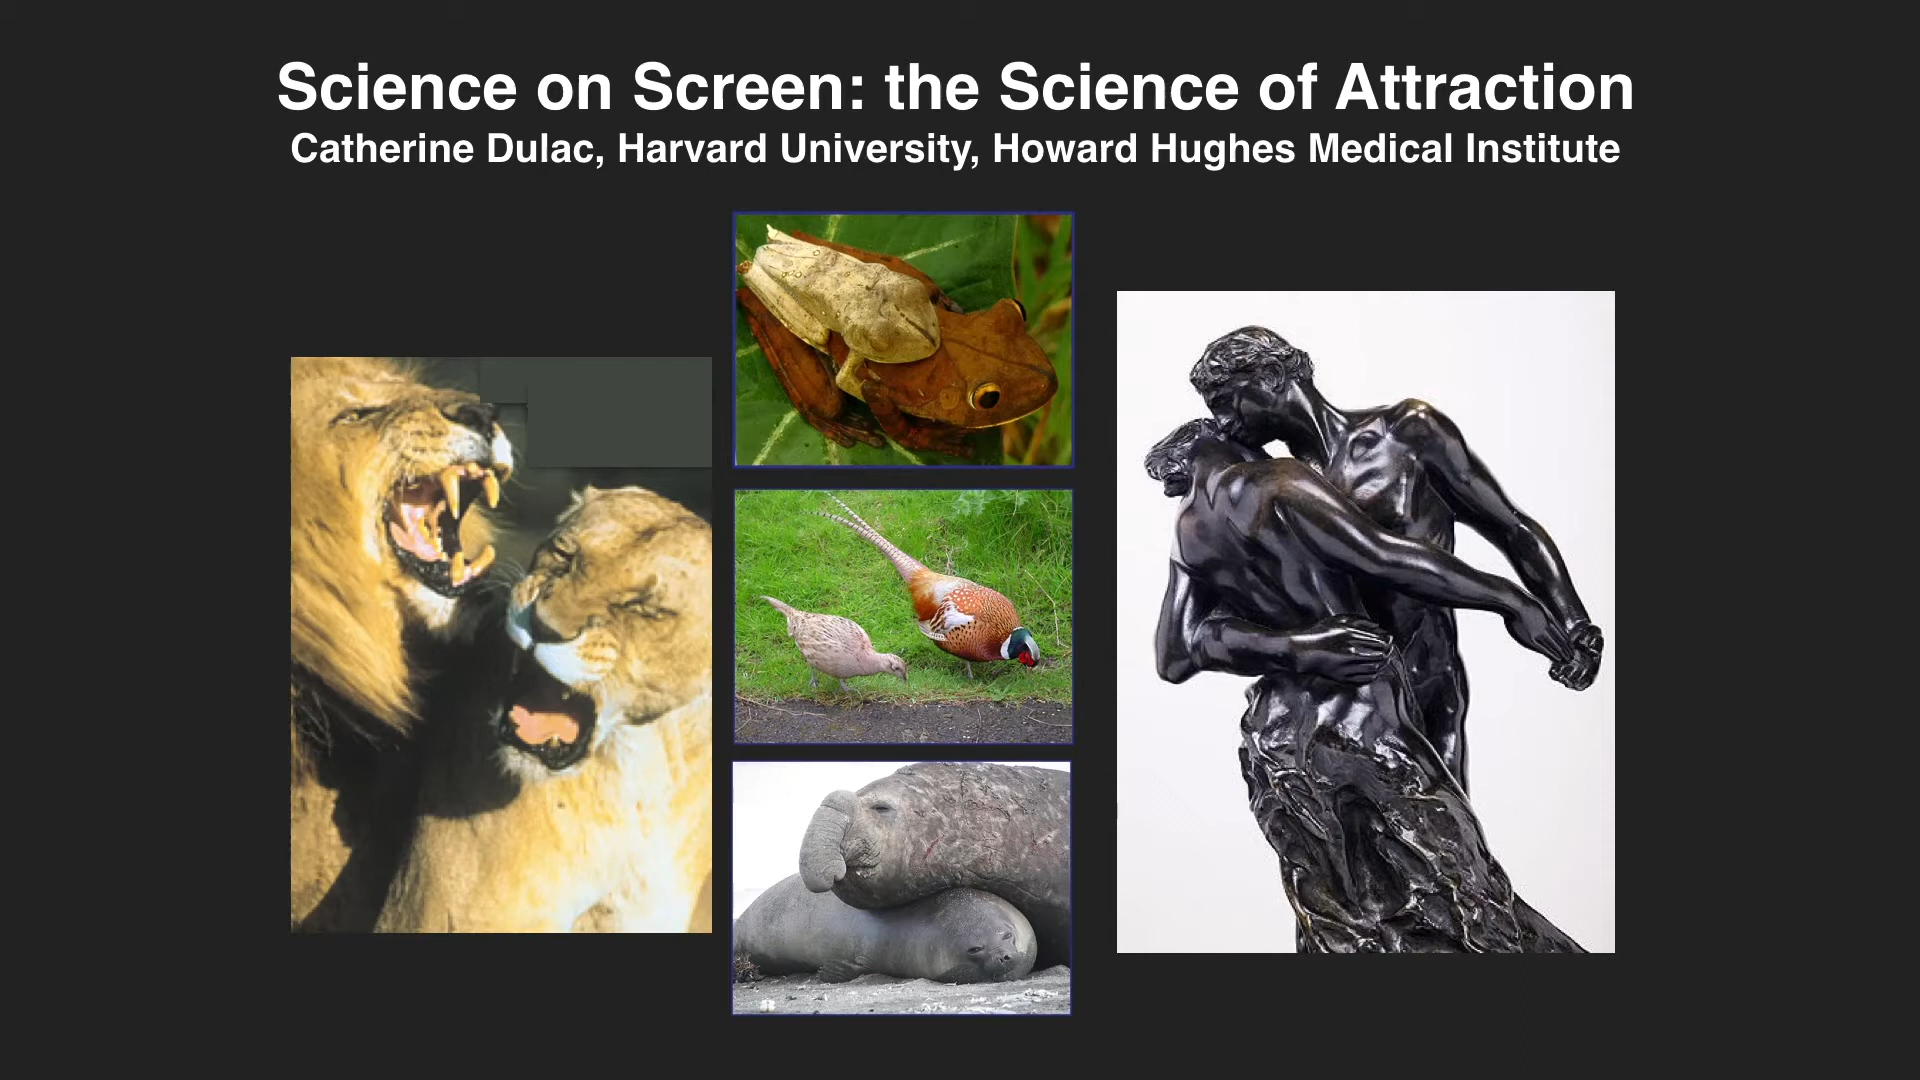 Science on Screen: the Science of Attraction
Catherine Dulac, Harvard University, Howard Hughes Medical Institute